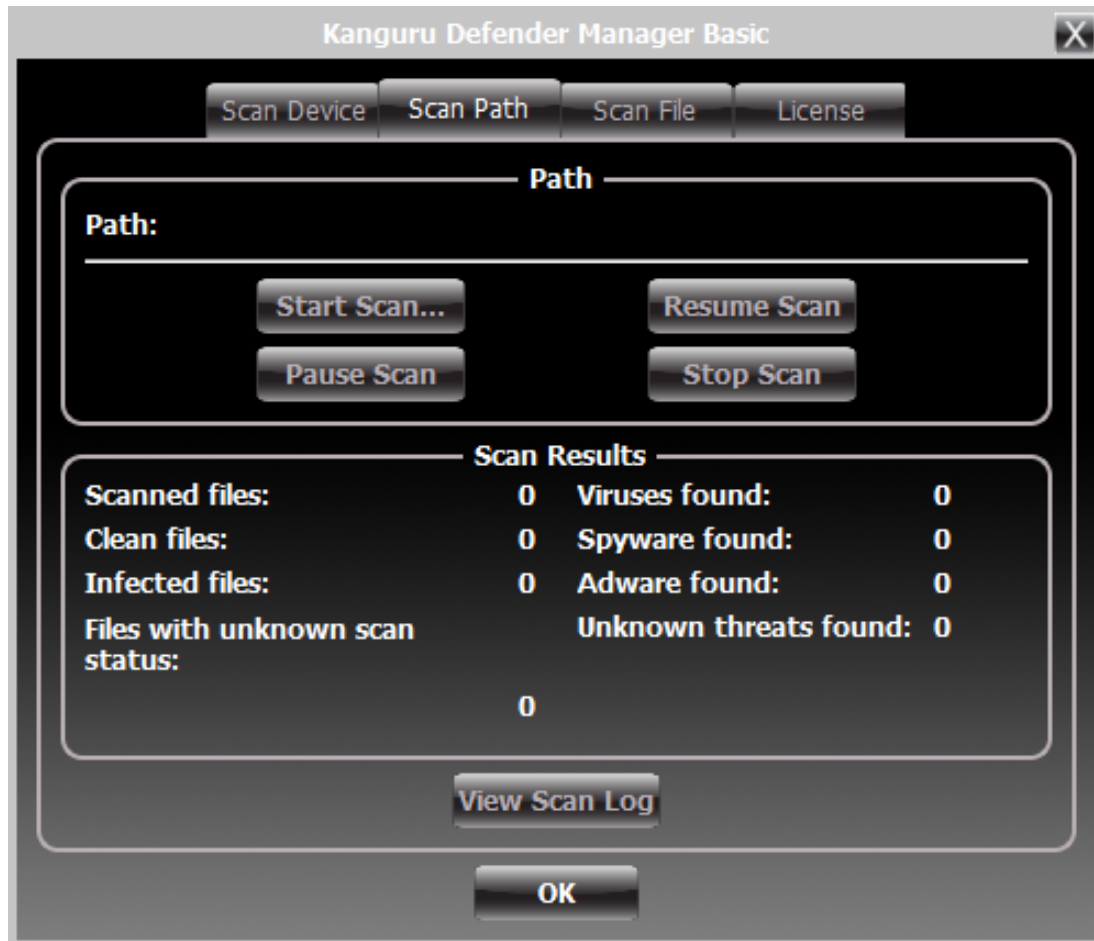 Kanguru Defender Manager Basic X
Scan Device Scan Path Scan File License
Path
Path:
Start Scan... Resume Scan
Pause Scan Stop Scan
Scan Results
Scanned files: 0 Viruses found: 0
Clean files: 0 Spyware found: 0
Infected files: 0 Adware found: 0
Files with unknown scan Unknown threats found: 0
status:
0
View Scan Log
OK